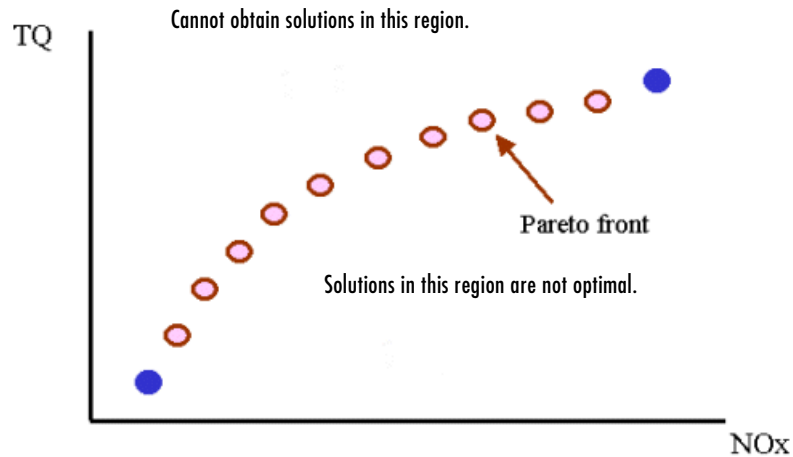 Cannot obtain solutions in this region.
TQ
Pareto front
Solutions in this region are not optimal.
NOx